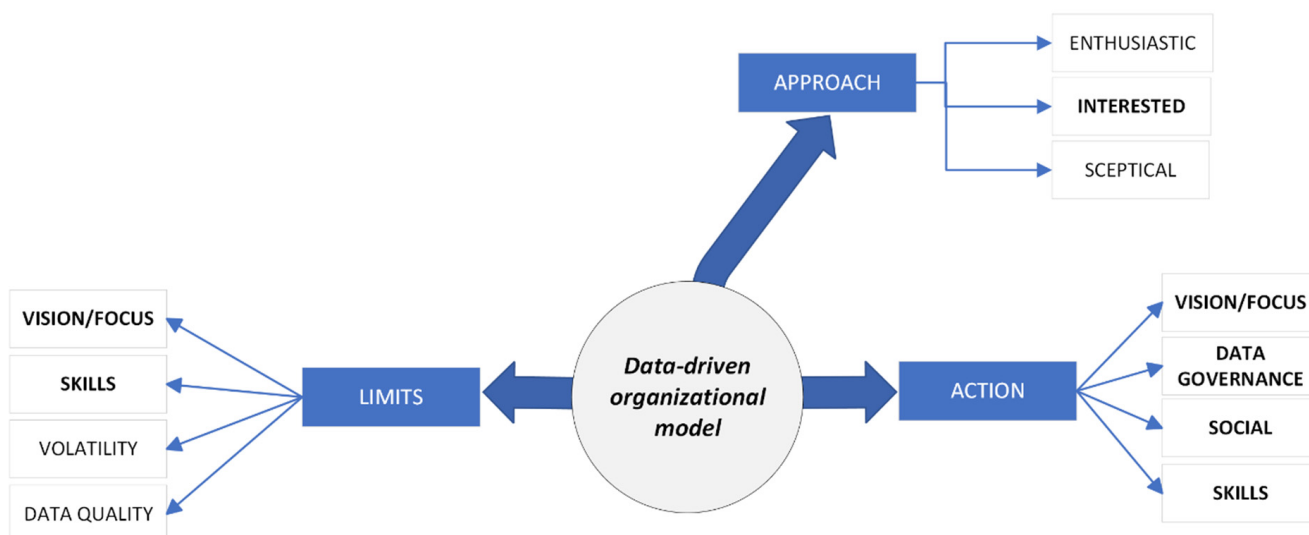 APPROACH
ENTHUSIASTIC
INTERESTED
SCEPTICAL
LIMITS
VISION/FOCUS
SKILLS
VOLATILITY
DATA QUALITY
Data-driven
organizational
model
ACTION
VISION/FOCUS
DATA
GOVERNANCE
SOCIAL
SKILLS